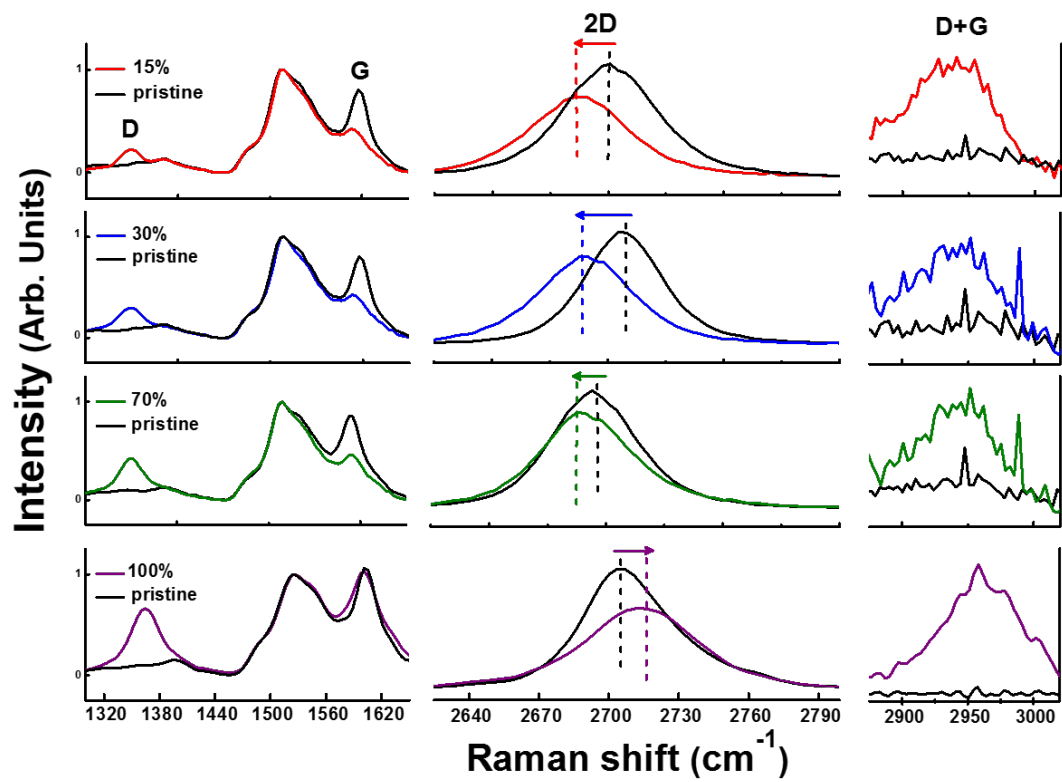 2D
D+G
15%
pristine
D
G
1
0
30%
pristine
1
0
70%
pristine
1
0
100%
pristine
1
0
1320 1380 1440 1500 1560 1620
2640 2670 2700 2730 2760 2790
2900 2950 3000
Intensity (Arb. Units)
Raman shift (cm⁻¹)